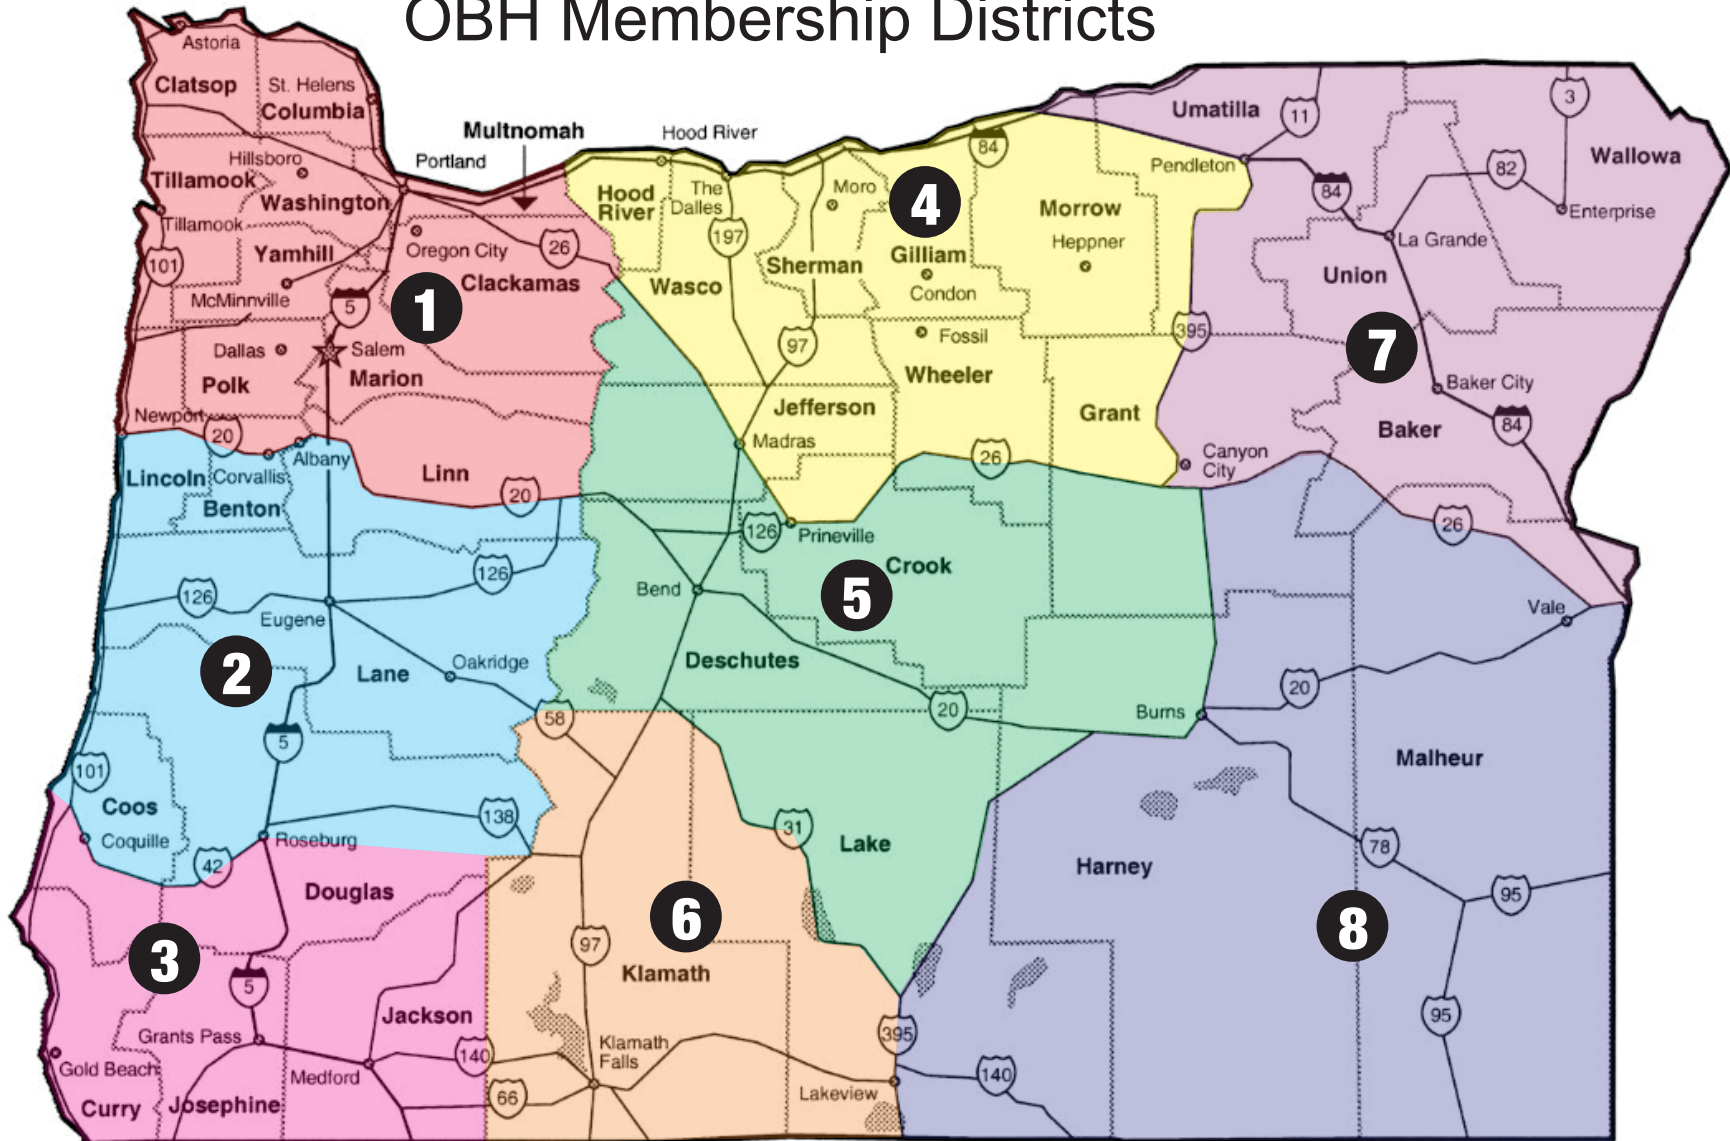 OBH Membership Districts
Astoria
Clatsop
St. Helens
Columbia
Multnomah
Hood River
Portland
Hillsboro
Tillamook
Washington
Tillamook
Yamhill
Oregon City
26
101
McMinnville
Clackamas
5
1
Dallas
Salem
Polk
Marion
Newport
20
Linn
20
Hood
River
The
Dalles
Moro
84
4
197
Morrow
Heppner
Sherman
Gilliam
Wasco
Condon
97
Fossil
Wheeler
Jefferson
Grant
Madras
26
Umatilla
11
3
Wallowa
Pendleton
82
84
Enterprise
La Grande
Union
395
7
Baker City
Baker
84
Canyon
City
26
Lincoln
Corvallis
Albany
Benton
126
126
Eugene
2
Lane
Oakridge
58
5
101
Coos
138
Coquille
Roseburg
42
126
Prineville
Crook
Bend
5
Deschutes
20
Burns
31
Lake
Vale
20
Malheur
78
Harney
95
8
95
395
140
Douglas
3
5
Jackson
Grants Pass
140
Gold Beach
Medford
Curry
Josephine
6
97
Klamath
Klamath
Falls
66
Lakeview